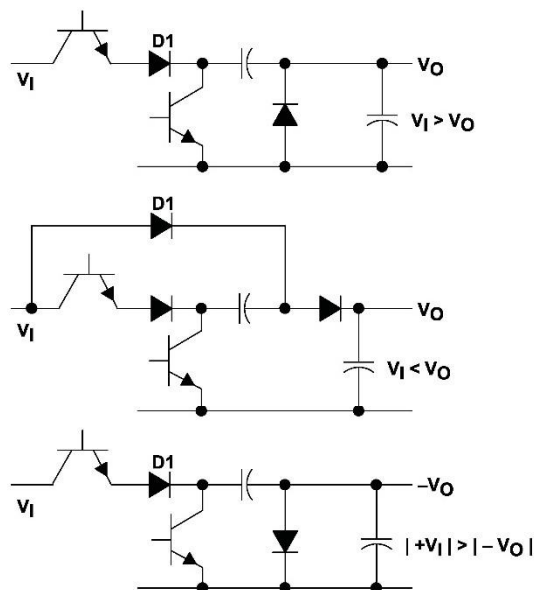 D1
VI
VO
VI > VO
D1
VI
VO
VI < VO
D1
VI
–VO
| +VI | > | – VO |